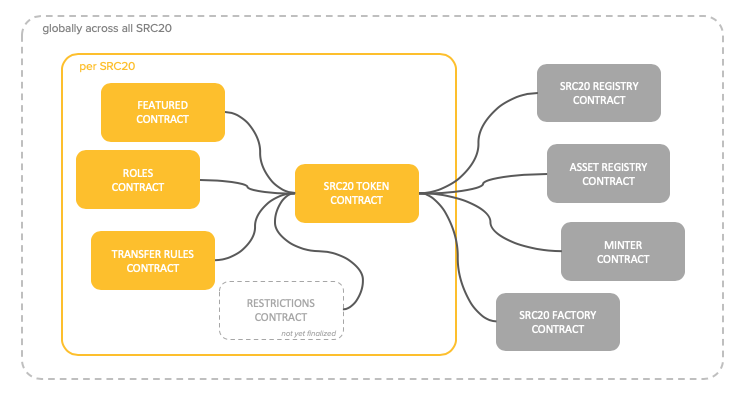 globally across all SRC20
per SRC20
FEATURED
CONTRACT
ROLES
CONTRACT
TRANSFER RULES
CONTRACT
RESTRICTIONS
CONTRACT
not yet finalized
SRC20 TOKEN
CONTRACT
SRC20 REGISTRY
CONTRACT
ASSET REGISTRY
CONTRACT
MINTER
CONTRACT
SRC20 FACTORY
CONTRACT